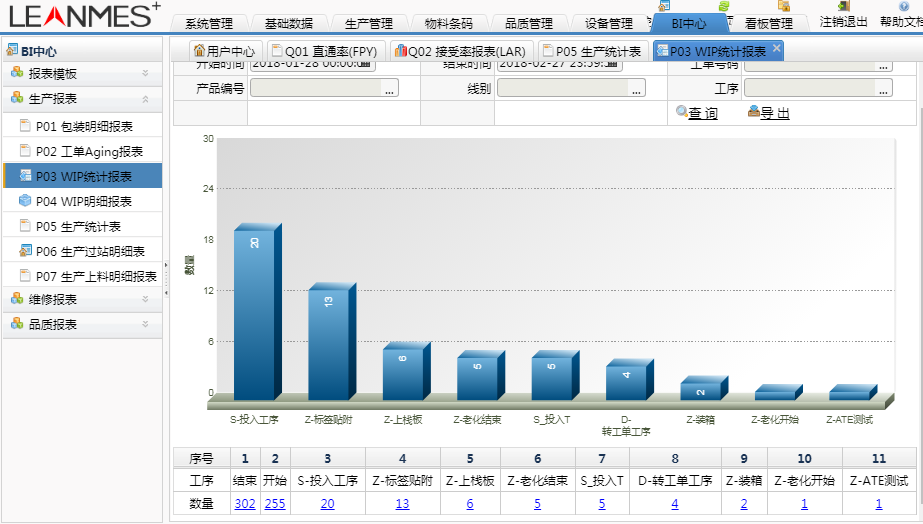 LEANMES+
系统管理 基础数据 生产管理 物料条码 品质管理 设备管理 BI中心 看板管理 注销退出 帮助文档
BI中心
报表模板
生产报表
P01 包装明细报表
P02 工单Aging报表
P03 WIP统计报表
P04 WIP明细报表
P05 生产统计表
P06 生产过站明细表
P07 生产上料明细报表
维修报表
品质报表
用户中心 Q01 直通率(FPY) Q02 接受率报表(LAR) P05 生产统计表 P03 WIP统计报表
开始时间 2018-01-28 00:00:00 结束时间 2018-02-27 23:59:59 工单号码 ...
产品编号 ... 线别 ... 工序 ...
查 询 导 出
30
24
18
12
6
0
数量
20
13
6
5
5
4
2
S-投入工序 Z-标签贴附 Z-上栈板 Z-老化结束 S_投入T D-转工单工序 Z-装箱 Z-老化开始 Z-ATE测试
序号 1 2 3 4 5 6 7 8 9 10 11
工序 结束 开始 S-投入工序 Z-标签贴附 Z-上栈板 Z-老化结束 S_投入T D-转工单工序 Z-装箱 Z-老化开始 Z-ATE测试
数量 302 255 20 13 6 5 5 4 2 1 1